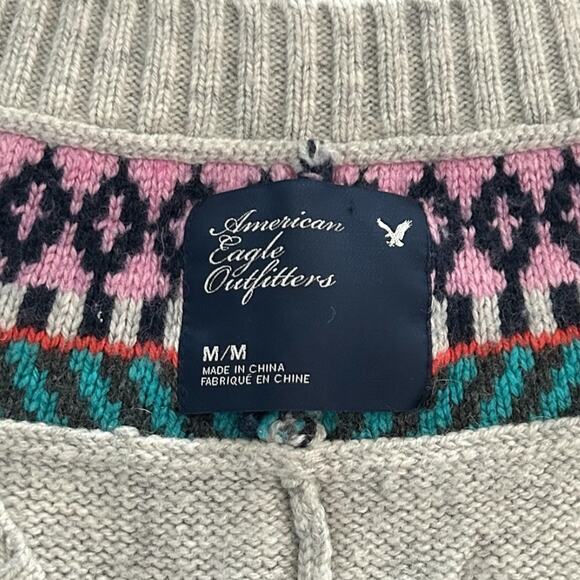 American
Eagle
Outfitters
M/M
MADE IN CHINA
FABRIQUÉ EN CHINE